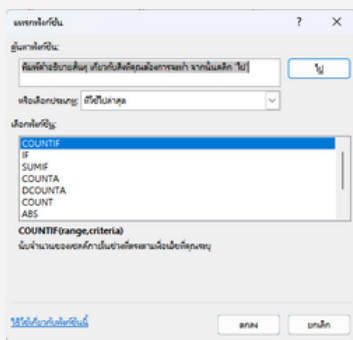 แทรกฟังก์ชัน ? ×
ค้นหาฟังก์ชัน:
พิมพ์คำอธิบายสั้นๆ เกี่ยวกับสิ่งที่คุณต้องการจะทำ จากนั้นคลิก 'ไป' ไป
หรือเลือกประเภท: ที่ใช้ไปล่าสุด
เลือกฟังก์ชัน:
COUNTIF
IF
SUMIF
COUNTA
DCOUNTA
COUNT
ABS
COUNTIF(range,criteria)
นับจำนวนของเซลล์ภายในช่วงที่ตรงตามเงื่อนไขที่คุณระบุ
วิธีใช้เกี่ยวกับฟังก์ชันนี้ ตกลง ยกเลิก